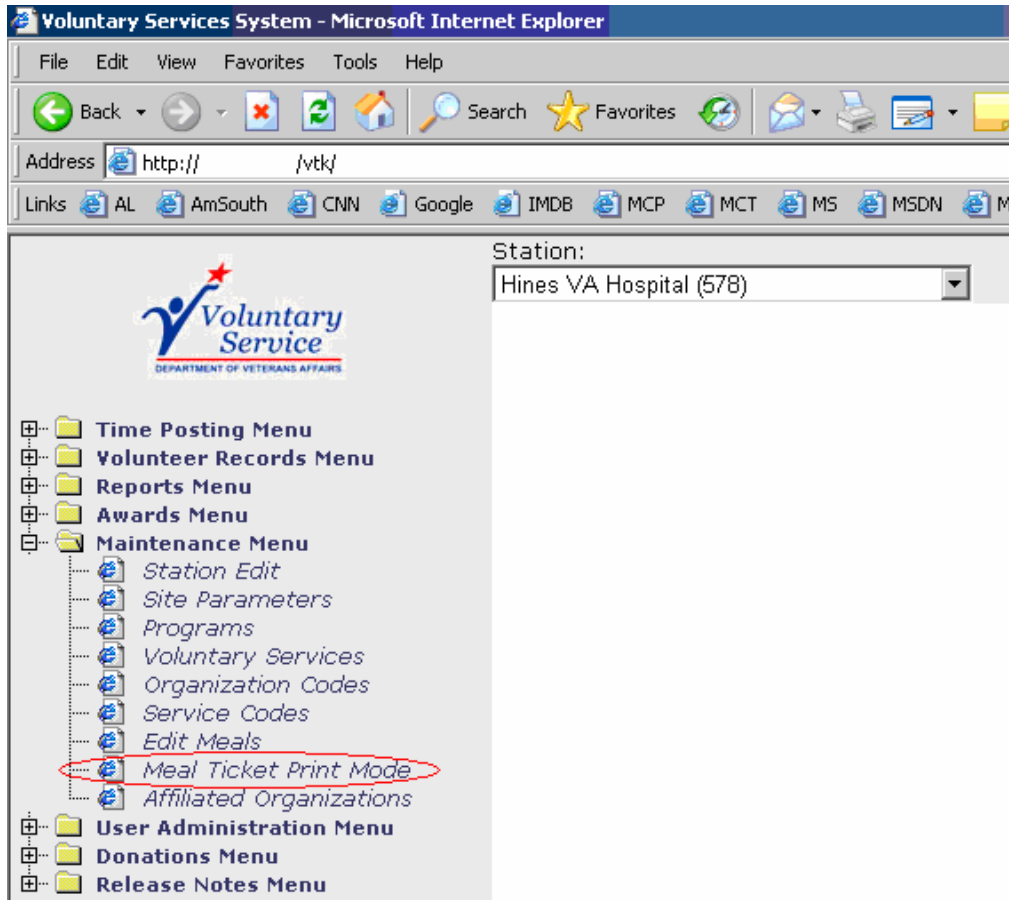 Voluntary Services System - Microsoft Internet Explorer
File Edit View Favorites Tools Help
Back Search Favorites
Address http:// /vtk/
Links AL AmSouth CNN Google IMDB MCP MCT MS MSDN
Station:
Hines VA Hospital (578)
Voluntary
Service
DEPARTMENT OF VETERANS AFFAIRS
Time Posting Menu
Volunteer Records Menu
Reports Menu
Awards Menu
Maintenance Menu
Station Edit
Site Parameters
Programs
Voluntary Services
Organization Codes
Service Codes
Edit Meals
Meal Ticket Print Mode
Affiliated Organizations
User Administration Menu
Donations Menu
Release Notes Menu